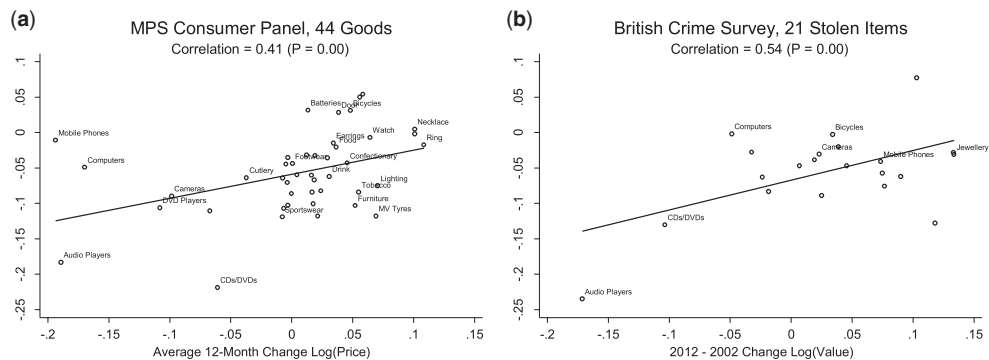 (a)
MPS Consumer Panel, 44 Goods
Correlation = 0.41 (P = 0.00)
.1
.05
0
-.05
-.1
-.15
-.2
-.25
Batteries
Bicycles
Necklace
Mobile Phones
Watch
Earrings
Food
Ring
Computers
Footwear
Confectionary
Cutlery
Drink
Lighting
Cameras
Tobacco
DVD Players
Furniture
Sportswear
MV Tyres
Audio Players
CDs/DVDs
-.2 -.15 -.1 -.05 0 .05 .1 .15
Average 12-Month Change Log(Price)
(b)
British Crime Survey, 21 Stolen Items
Correlation = 0.54 (P = 0.00)
.1
.05
0
-.05
-.1
-.15
-.2
-.25
Computers
Bicycles
Cameras
Jewellery
Mobile Phones
CDs/DVDs
Audio Players
-.2 -.15 -.1 -.05 0 .05 .1 .15
2012 - 2002 Change Log(Value)